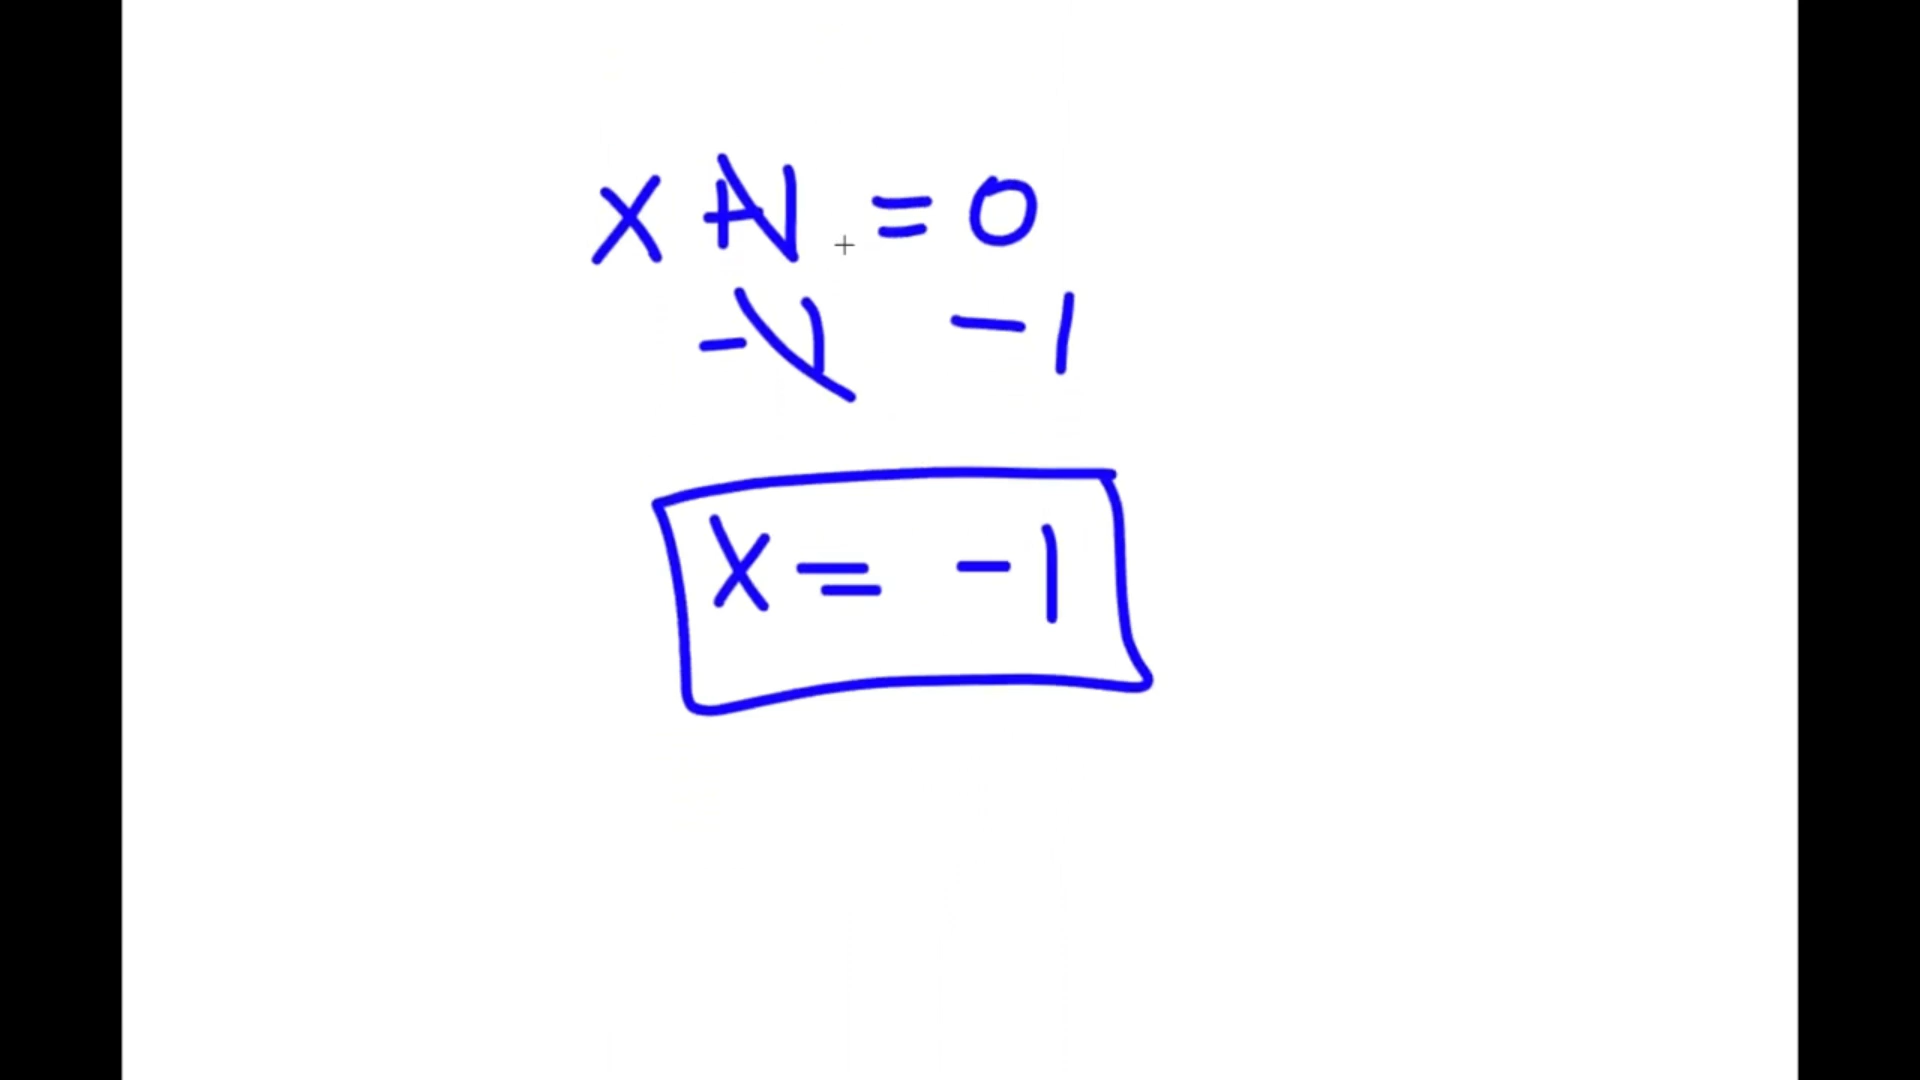 x + 1 = 0
- 1 - 1
x = - 1